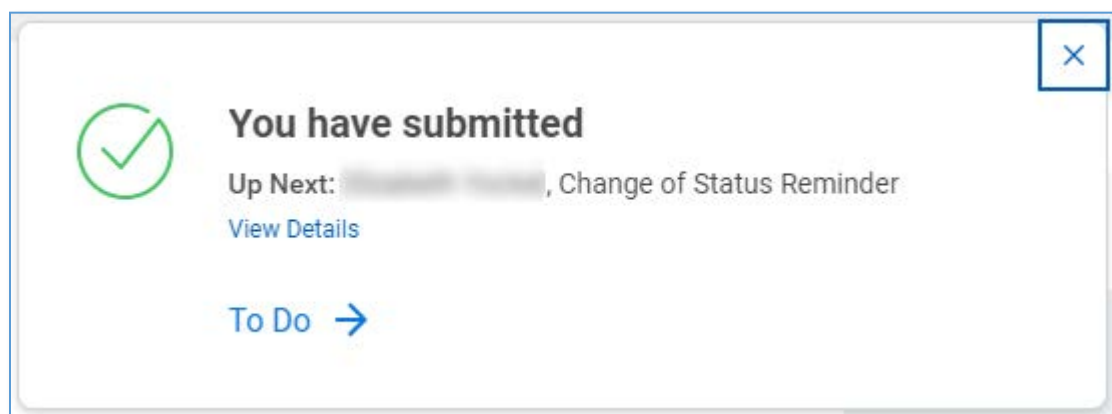 You have submitted
Up Next: , Change of Status Reminder
View Details
To Do